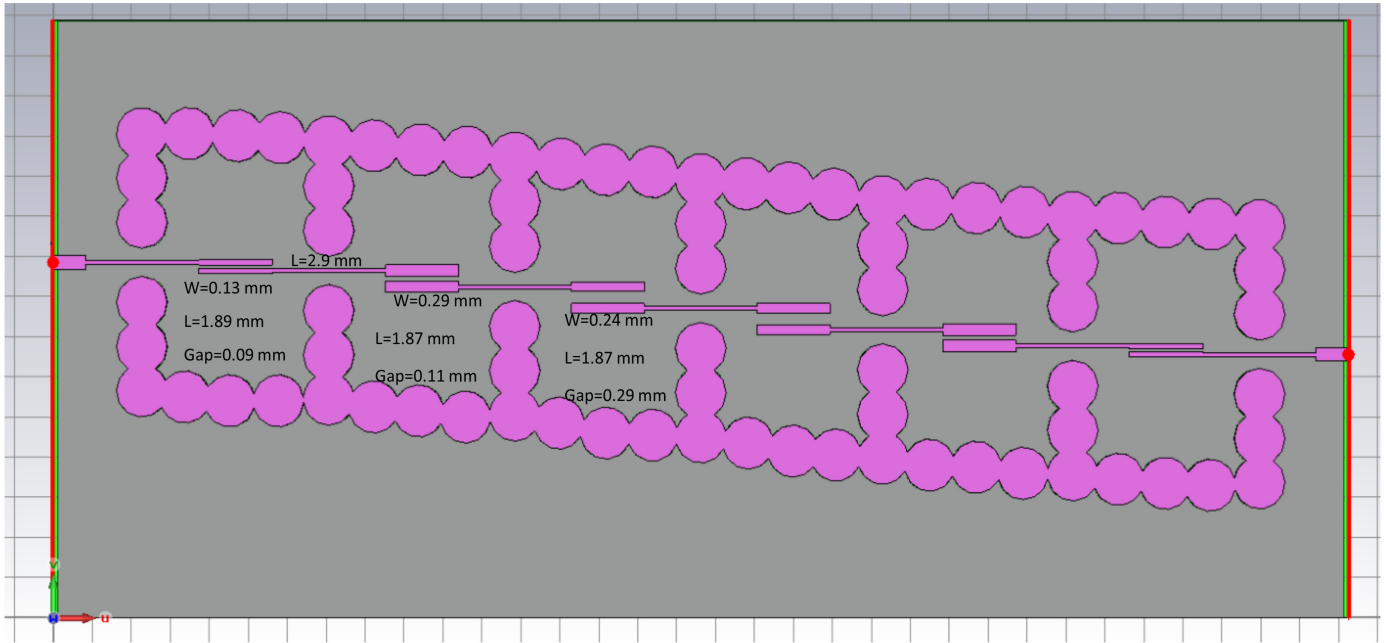 L=2.9 mm
W=0.13 mm
L=1.89 mm
Gap=0.09 mm
W=0.29 mm
L=1.87 mm
Gap=0.11 mm
W=0.24 mm
L=1.87 mm
Gap=0.29 mm
v
w
u